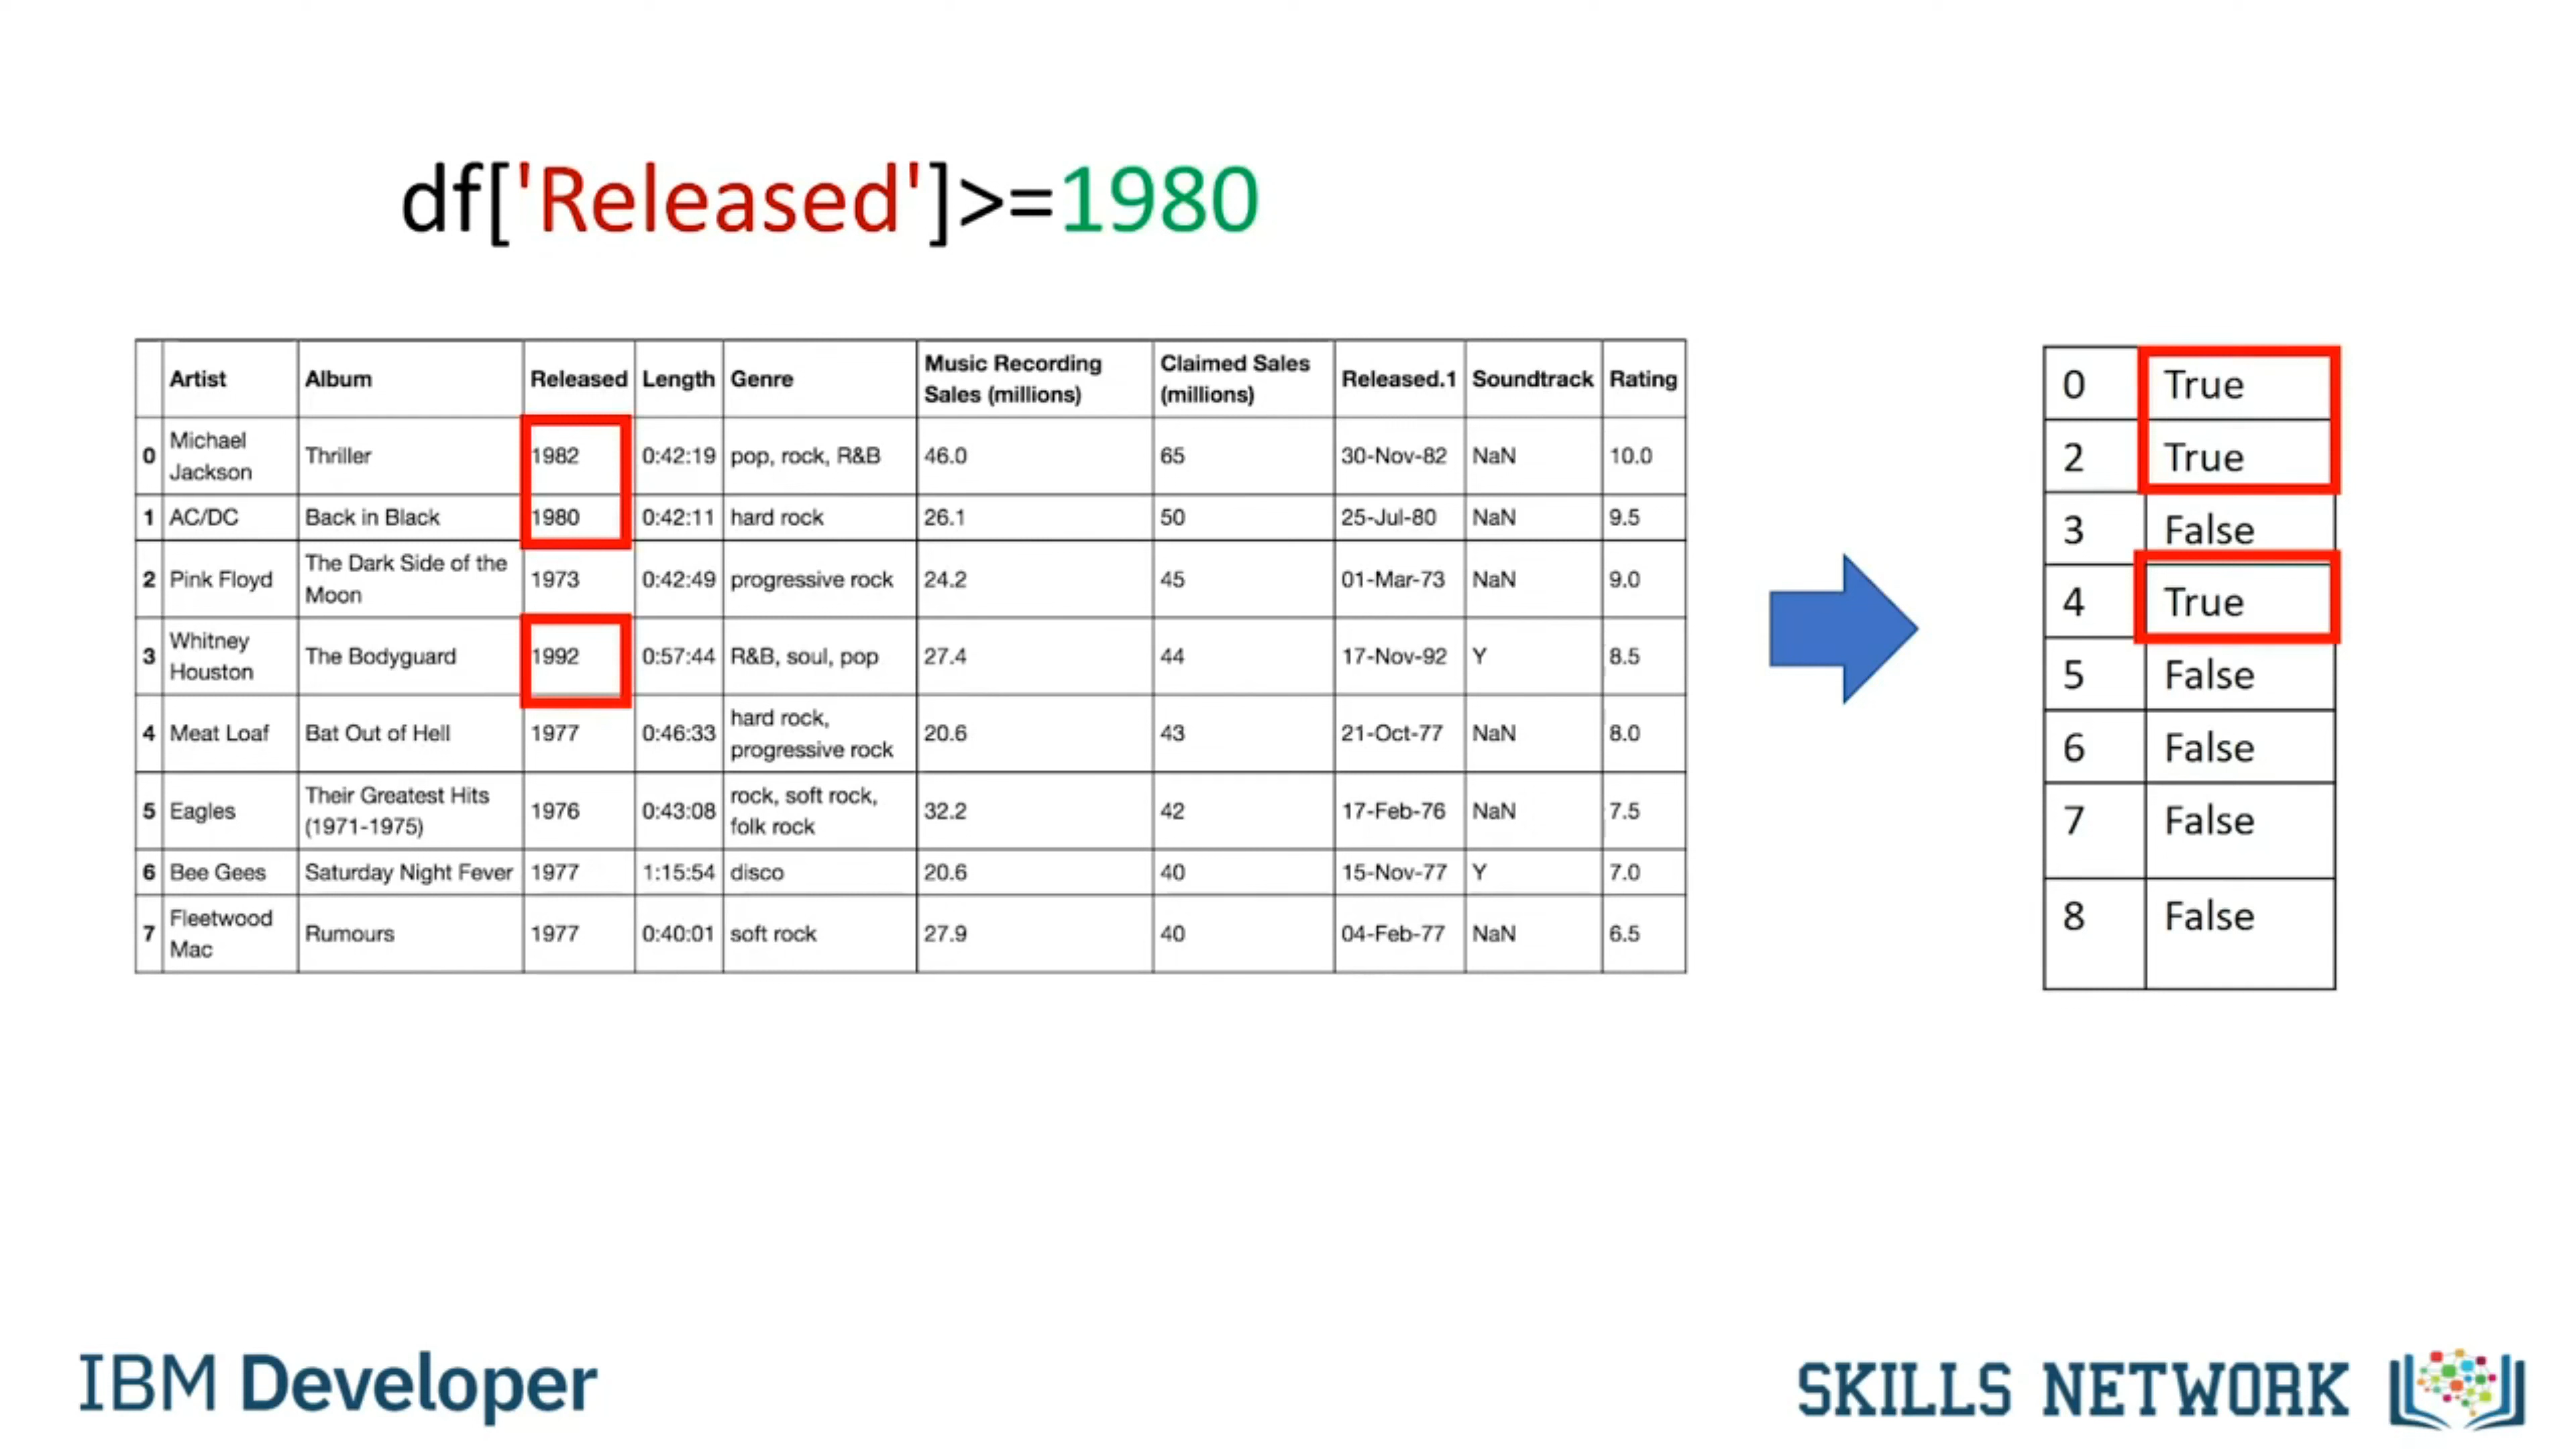 df['Released']>=1980
Artist Album Released Length Genre Music Recording Sales (millions) Claimed Sales (millions) Released.1 Soundtrack Rating
0 Michael Jackson Thriller 1982 0:42:19 pop, rock, R&B 46.0 65 30-Nov-82 NaN 10.0
1 AC/DC Back in Black 1980 0:42:11 hard rock 26.1 50 25-Jul-80 NaN 9.5
2 Pink Floyd The Dark Side of the Moon 1973 0:42:49 progressive rock 24.2 45 01-Mar-73 NaN 9.0
3 Whitney Houston The Bodyguard 1992 0:57:44 R&B, soul, pop 27.4 44 17-Nov-92 Y 8.5
4 Meat Loaf Bat Out of Hell 1977 0:46:33 hard rock, progressive rock 20.6 43 21-Oct-77 NaN 8.0
5 Eagles Their Greatest Hits (1971-1975) 1976 0:43:08 rock, soft rock, folk rock 32.2 42 17-Feb-76 NaN 7.5
6 Bee Gees Saturday Night Fever 1977 1:15:54 disco 20.6 40 15-Nov-77 Y 7.0
7 Fleetwood Mac Rumours 1977 0:40:01 soft rock 27.9 40 04-Feb-77 NaN 6.5
0 True
2 True
3 False
4 True
5 False
6 False
7 False
8 False
IBM Developer
SKILLS NETWORK